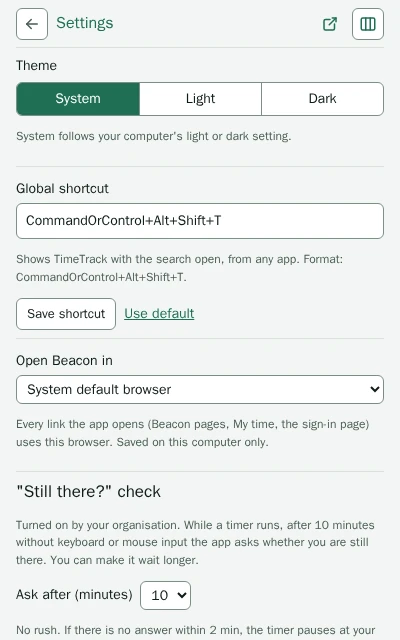 Settings
Theme
System
Light
Dark
System follows your computer's light or dark setting.
Global shortcut
CommandOrControl+Alt+Shift+T
Shows TimeTrack with the search open, from any app. Format:
CommandOrControl+Alt+Shift+T.
Save shortcut
Use default
Open Beacon in
System default browser
Every link the app opens (Beacon pages, My time, the sign-in page)
uses this browser. Saved on this computer only.
"Still there?" check
Turned on by your organisation. While a timer runs, after 10 minutes
without keyboard or mouse input the app asks whether you are still
there. You can make it wait longer.
Ask after (minutes)
10
No rush. If there is no answer within 2 min, the timer pauses at your